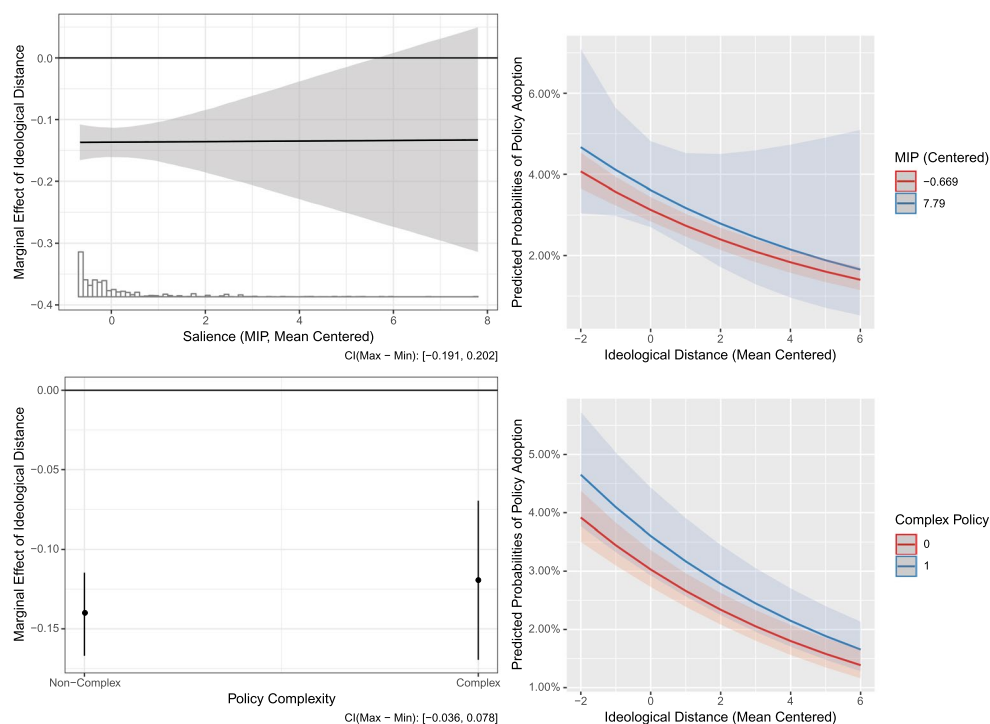 Marginal Effect of Ideological Distance
0.0
−0.1
−0.2
−0.3
−0.4
0
2
4
6
8
Salience (MIP, Mean Centered)
CI(Max − Min): [−0.191, 0.202]
Predicted Probabilities of Policy Adoption
6.00%
4.00%
2.00%
−2
0
2
4
6
Ideological Distance (Mean Centered)
MIP (Centered)
−0.669
7.79
Marginal Effect of Ideological Distance
0.00
−0.05
−0.10
−0.15
Non−Complex
Complex
Policy Complexity
CI(Max − Min): [−0.036, 0.078]
Predicted Probabilities of Policy Adoption
5.00%
4.00%
3.00%
2.00%
1.00%
−2
0
2
4
6
Ideological Distance (Mean Centered)
Complex Policy
0
1